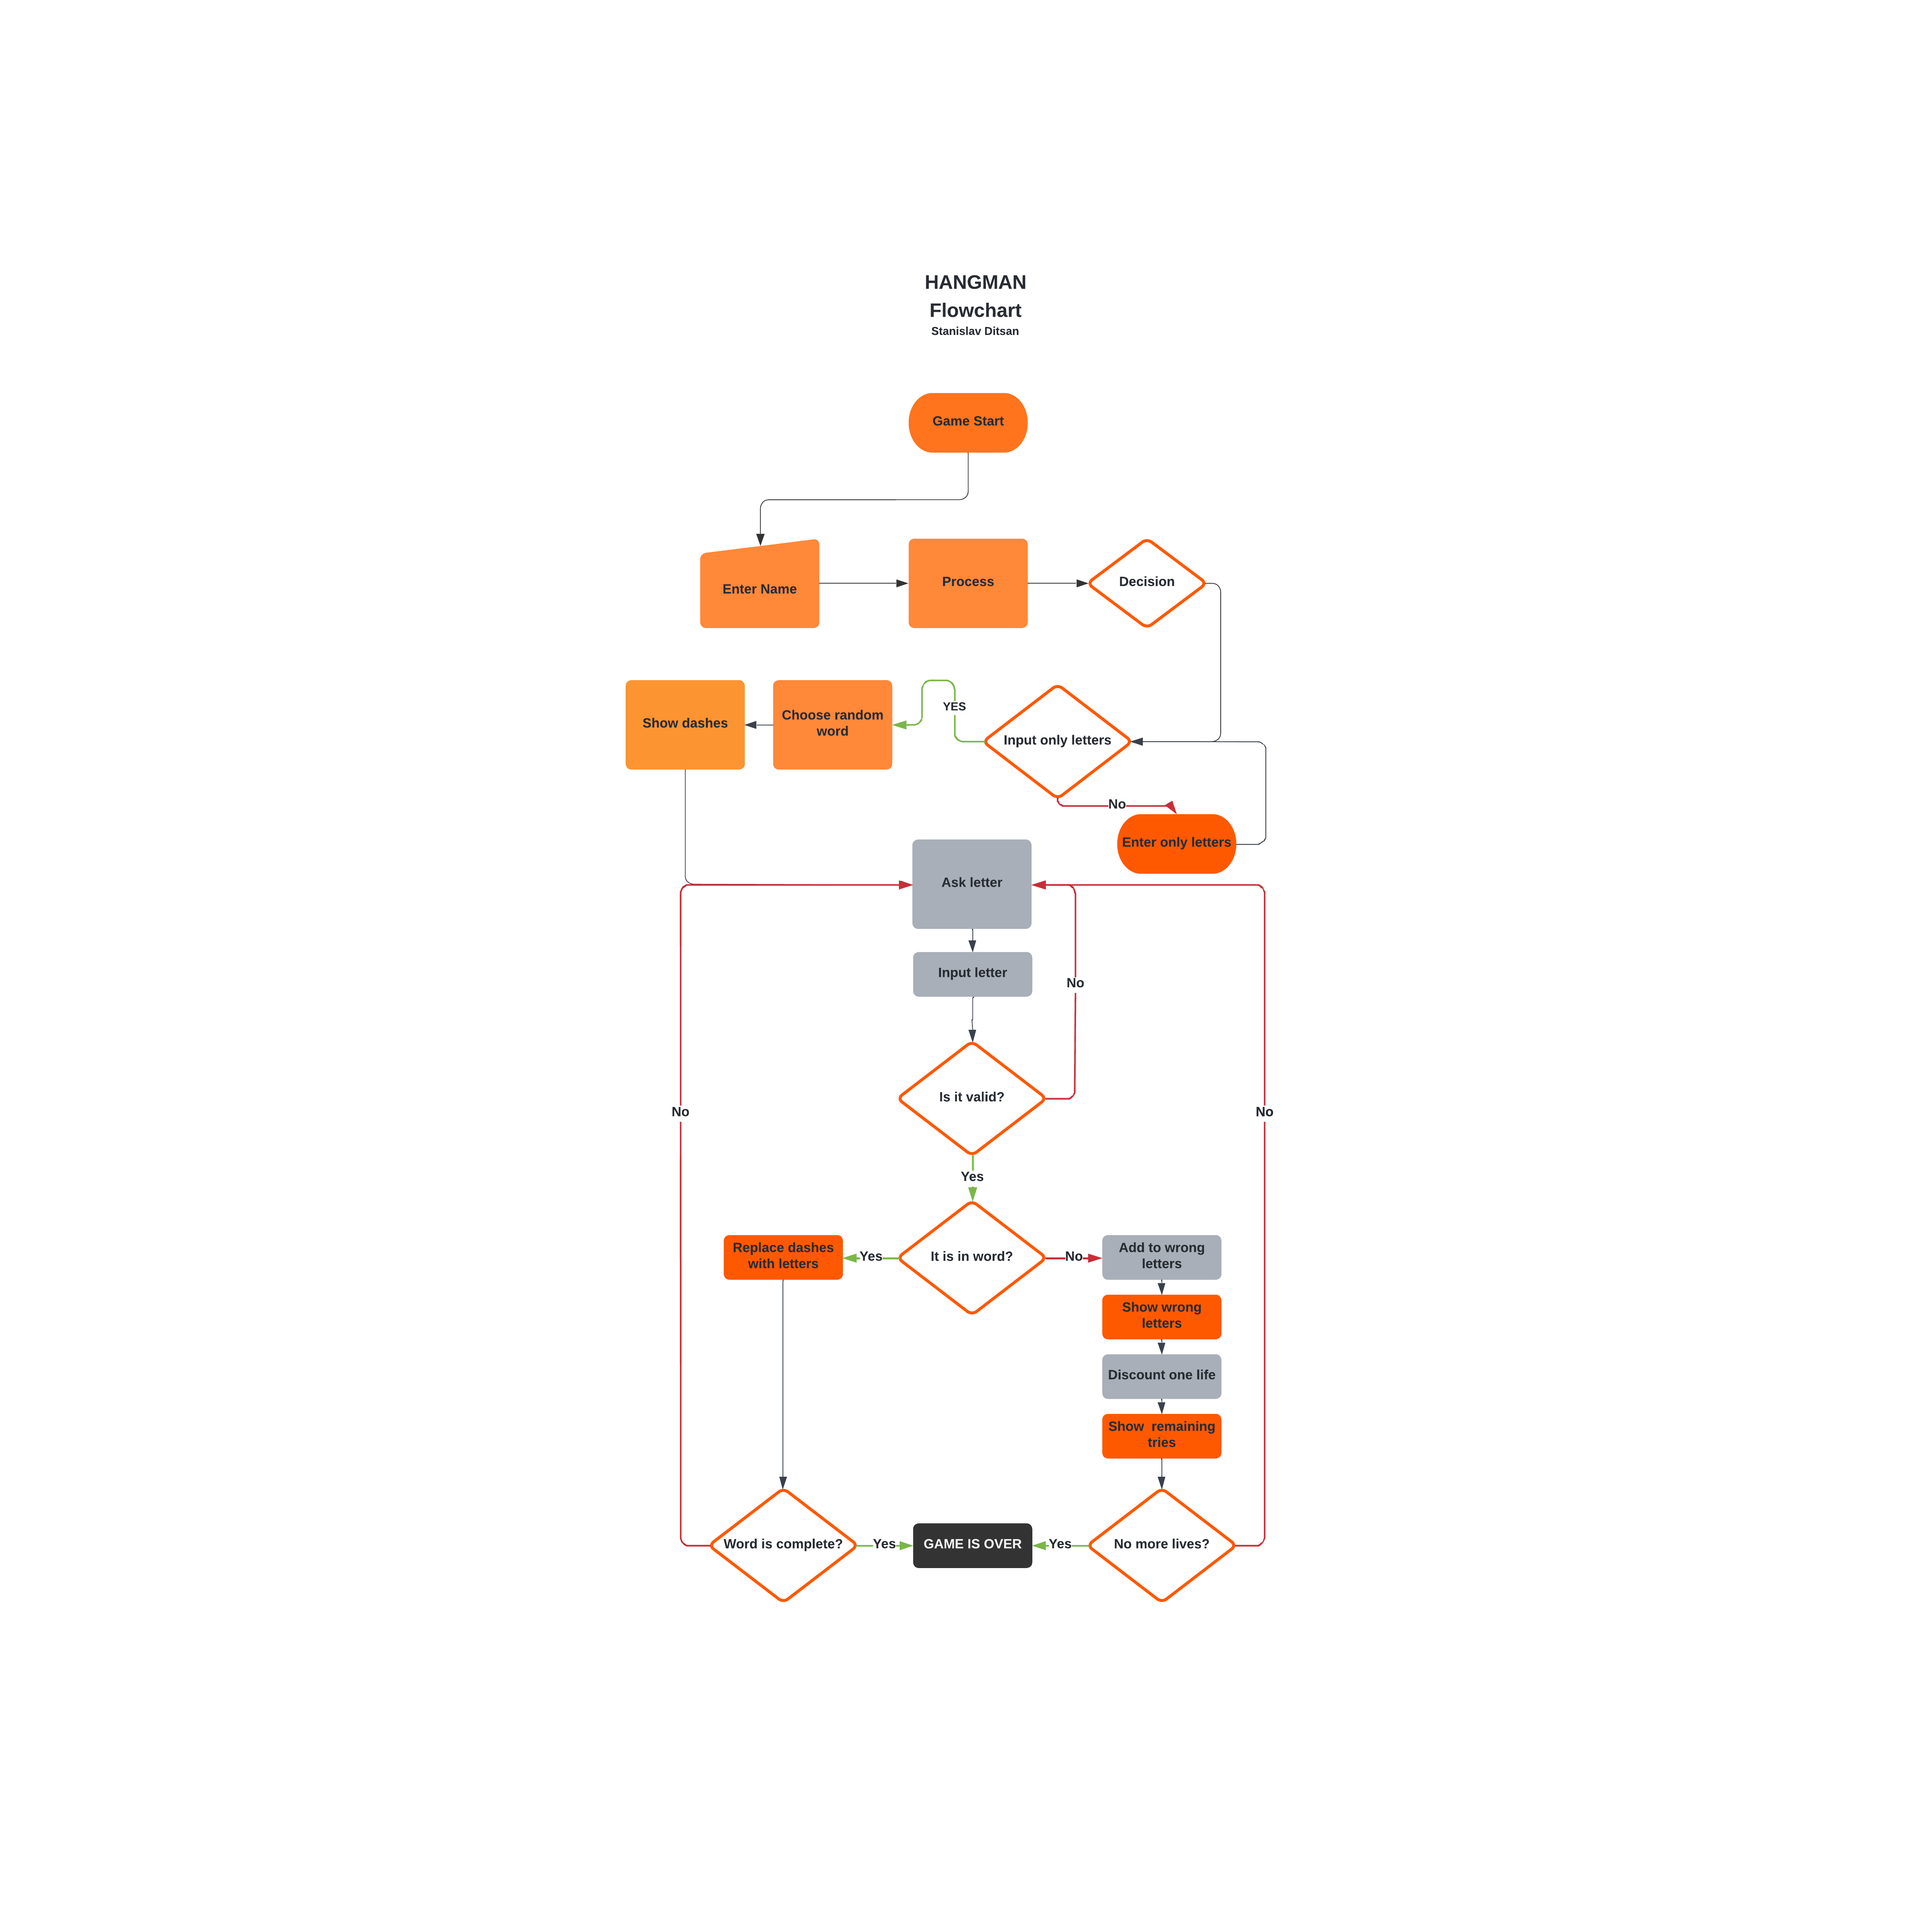 HANGMAN
Flowchart
Stanislav Ditsan
Game Start
Enter Name
Process
Decision
Show dashes
Choose random
word
YES
Input only letters
No
Enter only letters
Ask letter
Input letter
No
Is it valid?
No
No
Yes
Replace dashes
with letters
Yes
It is in word?
No
Add to wrong
letters
Show wrong
letters
Discount one life
Show  remaining
tries
Word is complete?
Yes
GAME IS OVER
Yes
No more lives?